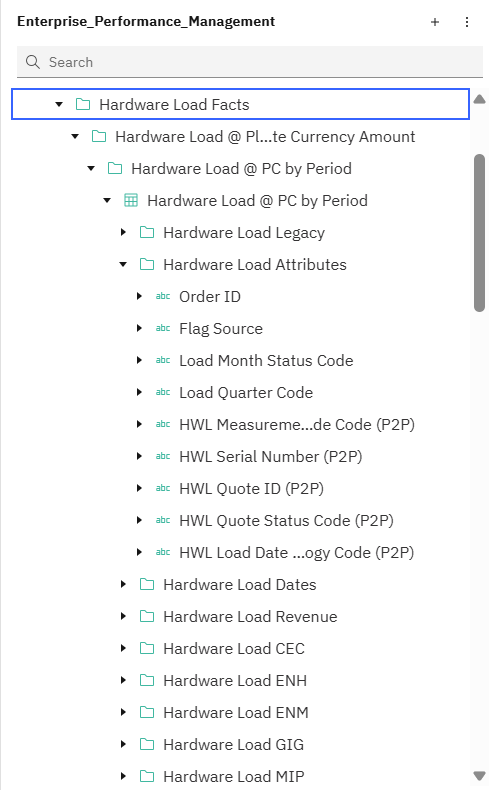 Enterprise_Performance_Management
Search
Hardware Load Facts
Hardware Load @ Pl...te Currency Amount
Hardware Load @ PC by Period
Hardware Load @ PC by Period
Hardware Load Legacy
Hardware Load Attributes
abc Order ID
abc Flag Source
abc Load Month Status Code
abc Load Quarter Code
abc HWL Measureme...de Code (P2P)
abc HWL Serial Number (P2P)
abc HWL Quote ID (P2P)
abc HWL Quote Status Code (P2P)
abc HWL Load Date ...ogy Code (P2P)
Hardware Load Dates
Hardware Load Revenue
Hardware Load CEC
Hardware Load ENH
Hardware Load ENM
Hardware Load GIG
Hardware Load MIP